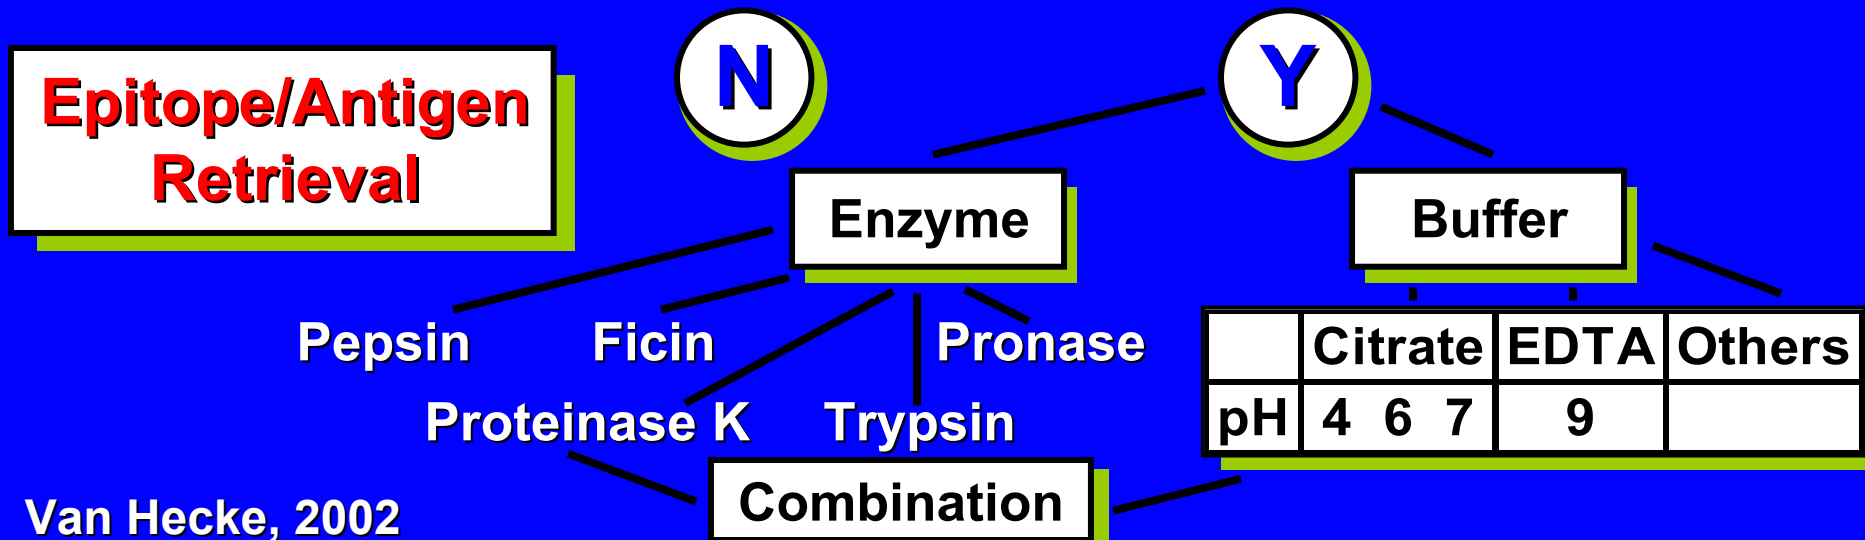 Epitope/Antigen
Retrieval
N
Y
Enzyme
Buffer
Pepsin
Ficin
Pronase
Proteinase K
Trypsin
Citrate EDTA Others
pH 4 6 7 9
Combination
Van Hecke, 2002